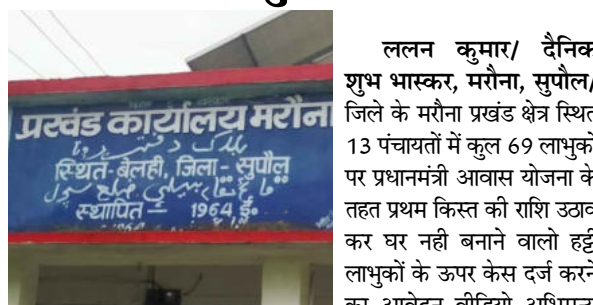 प्रखंड कार्यालय मरौना
स्थित-बेलही, जिला- सुपौल
स्थापित — 1964 ई०
ललन कुमार/ दैनिक
शुभ भास्कर, मरौना, सुपौल/
जिले के मरौना प्रखंड क्षेत्र स्थित
13 पंचायतों में कुल 69 लाभुको
पर प्रधानमंत्री आवास योजना के
तहत प्रथम किस्त की राशि उठाव
कर घर नही बनाने वालो हट्टी
लाभुकों के ऊपर केस दर्ज करने